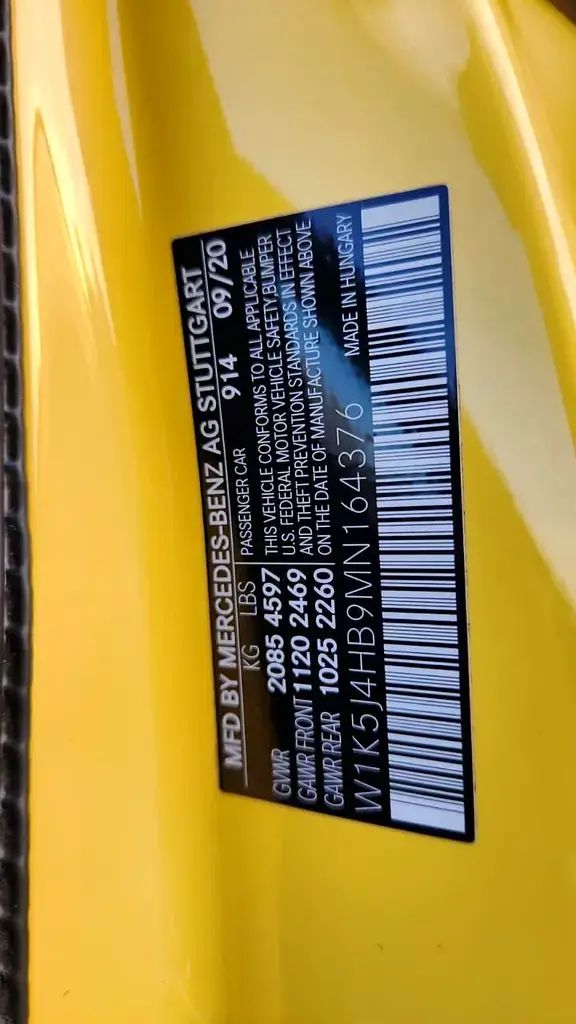 MFD BY MERCEDES-BENZ AG STUTTGART
KG LBS PASSENGER CAR 914 09/20
GVWR 2085 4597 THIS VEHICLE CONFORMS TO ALL APPLICABLE
U.S. FEDERAL MOTOR VEHICLE SAFETY BUMPER
GAWR FRONT 1120 2469 AND THEFT PREVENTION STANDARDS IN EFFECT
GAWR REAR 1025 2260 ON THE DATE OF MANUFACTURE SHOWN ABOVE
W1K5J4HB9MN164376 MADE IN HUNGARY